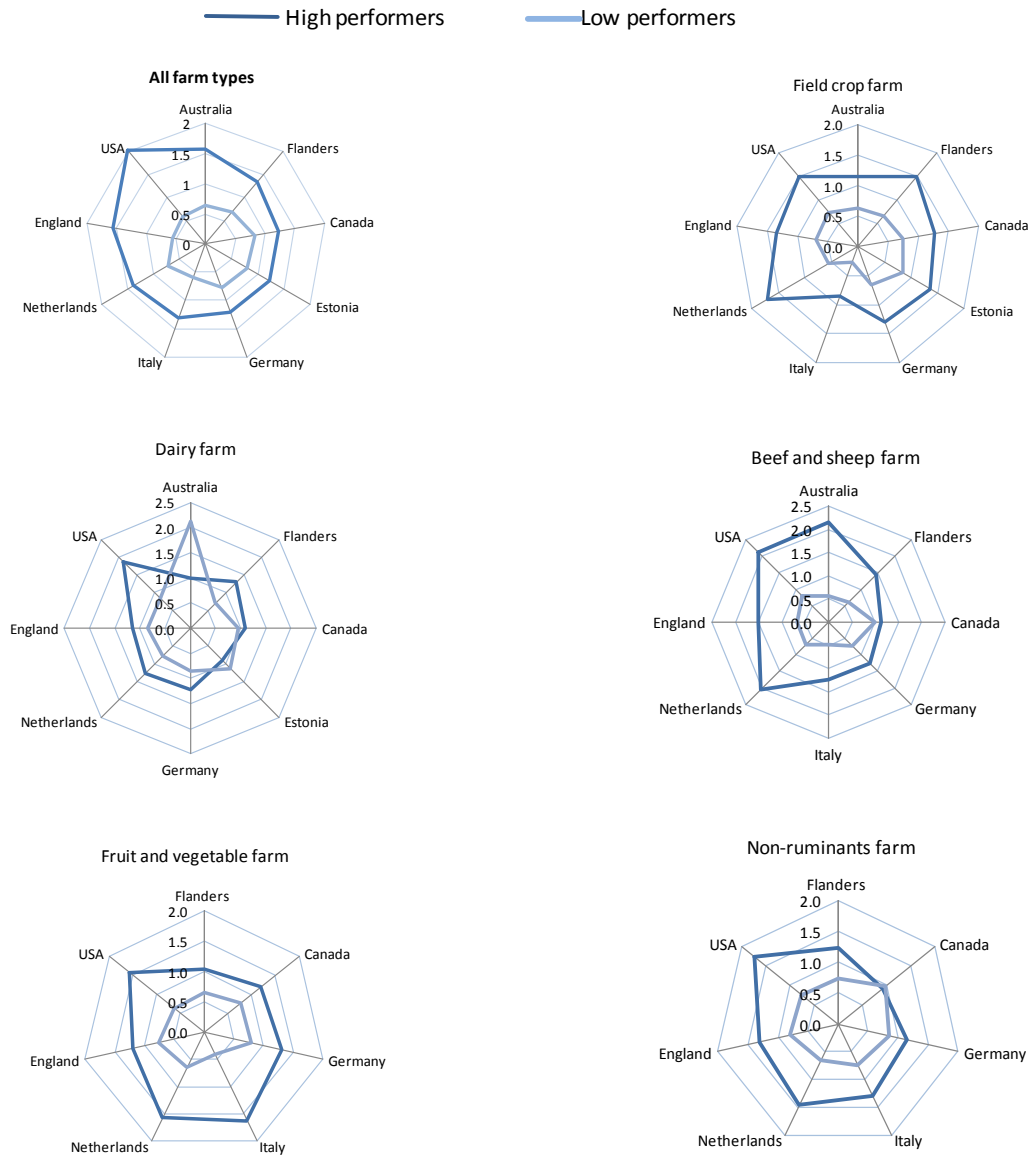 High performers
Low performers
All farm types
Australia
2
1.5
1
0.5
0
Flanders
Canada
Estonia
Germany
Italy
Netherlands
England
USA
Field crop farm
Australia
2.0
1.5
1.0
0.5
0.0
Flanders
Canada
Estonia
Germany
Italy
Netherlands
England
USA
Dairy farm
Australia
2.5
2.0
1.5
1.0
0.5
0.0
Flanders
Canada
Estonia
Germany
Netherlands
England
USA
Beef and sheep farm
Australia
2.5
2.0
1.5
1.0
0.5
0.0
Flanders
Canada
Germany
Italy
Netherlands
England
USA
Fruit and vegetable farm
Flanders
2.0
1.5
1.0
0.5
0.0
Canada
Germany
Italy
Netherlands
England
USA
Non-ruminants farm
Flanders
2.0
1.5
1.0
0.5
0.0
Canada
Germany
Italy
Netherlands
England
USA